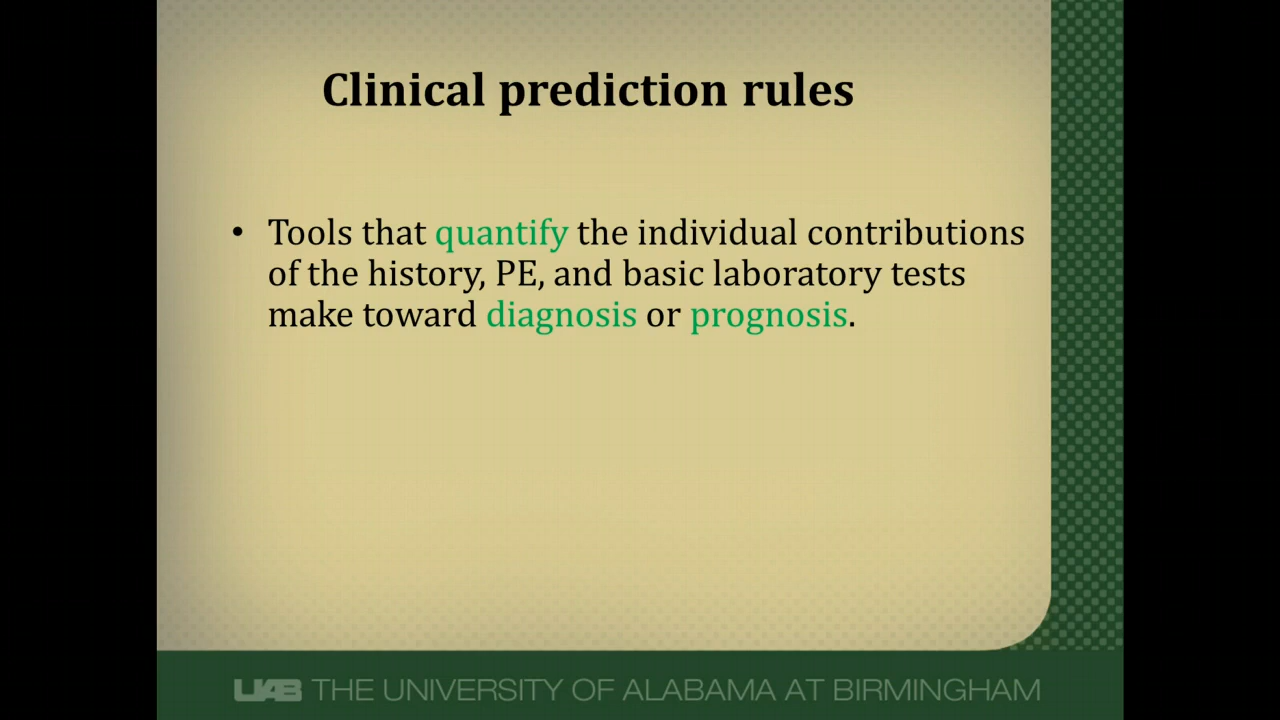 Clinical prediction rules
• Tools that quantify the individual contributions
of the history, PE, and basic laboratory tests
make toward diagnosis or prognosis.
UAB THE UNIVERSITY OF ALABAMA AT BIRMINGHAM